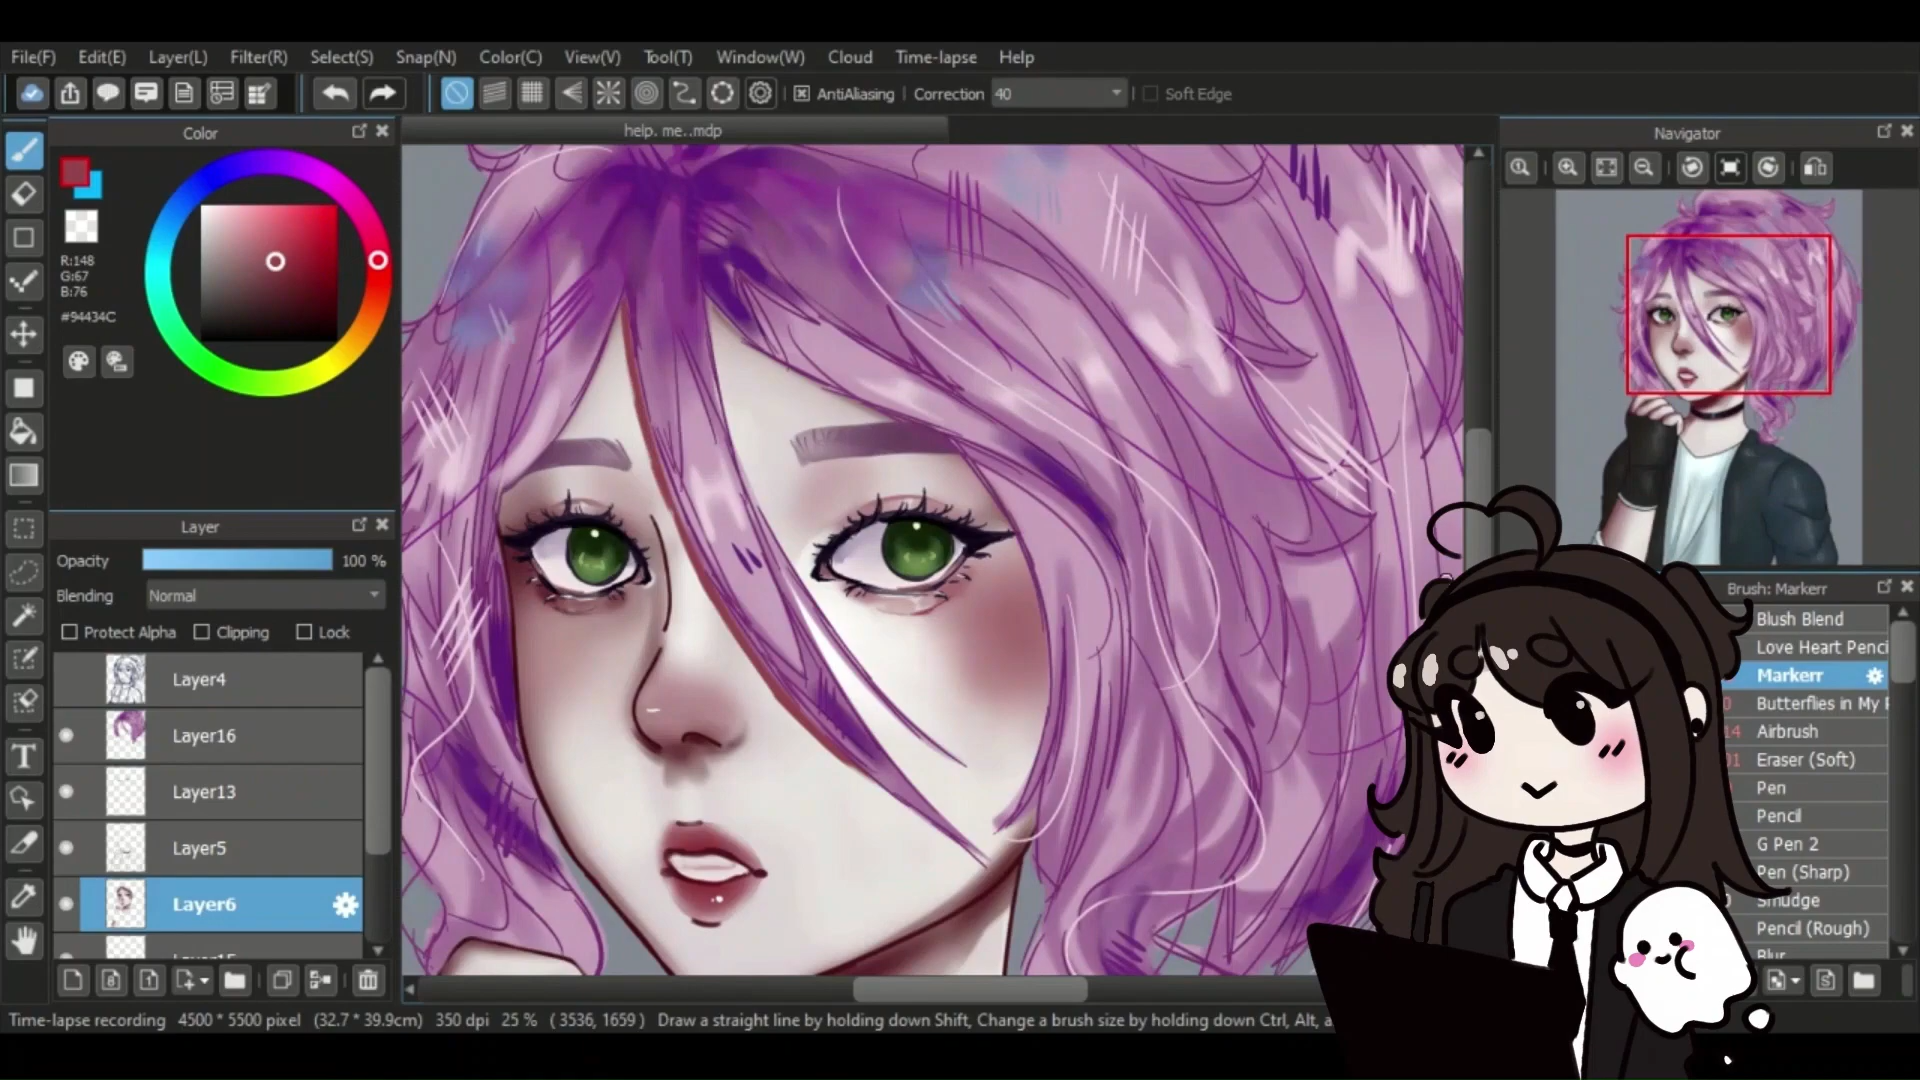 File(F) Edit(E) Layer(L) Filter(R) Select(S) Snap(N) Color(C) View(V) Tool(T) Window(W) Cloud Time-lapse Help
AntiAliasing Correction 40 Soft Edge
Color
help. me..mdp
Navigator
R:148
G:67
B:76
#94434C
Layer
Opacity 100 %
Blending Normal
Protect Alpha Clipping Lock
Layer4
Layer16
Layer13
Layer5
Layer6
Brush: Markerr
Blush Blend
Love Heart Penci
Markerr
Butterflies in My
14 Airbrush
Eraser (Soft)
Pen
Pencil
G Pen 2
Pen (Sharp)
Smudge
Pencil (Rough)
Blur
Time-lapse recording 4500 * 5500 pixel (32.7 * 39.9cm) 350 dpi 25 % ( 3536, 1659 ) Draw a straight line by holding down Shift, Change a brush size by holding down Ctrl, Alt,